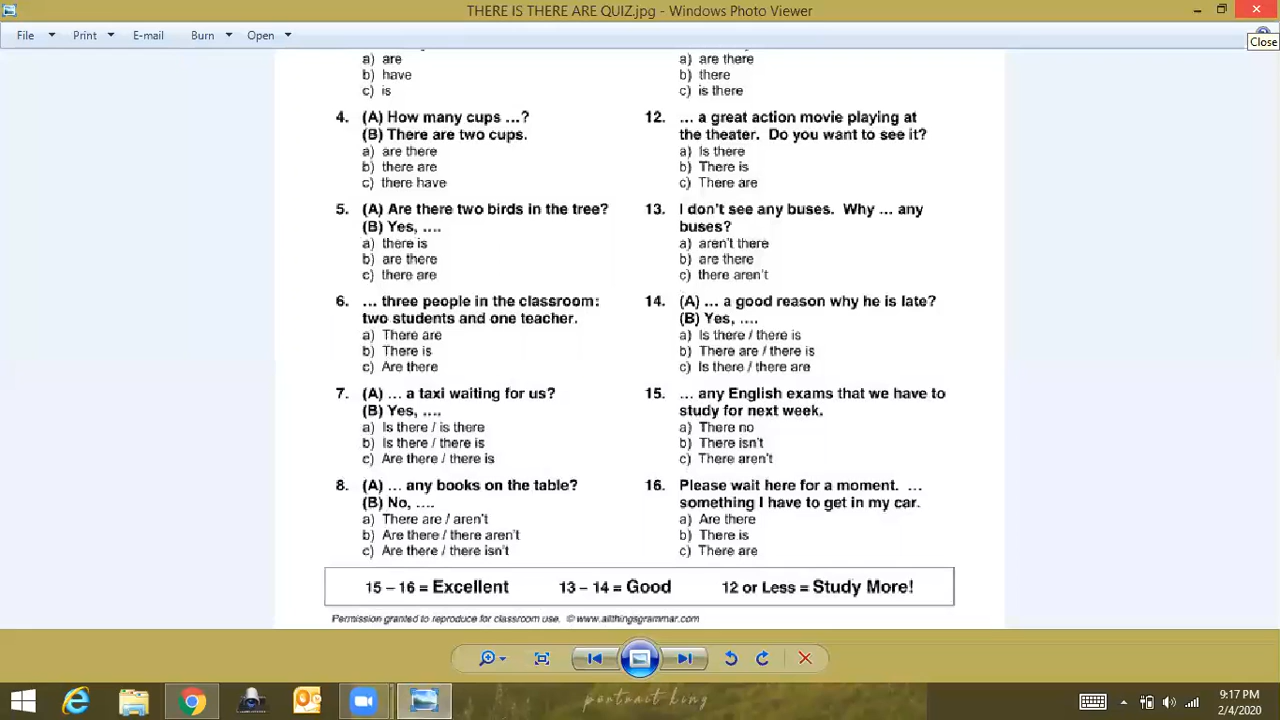 THERE IS THERE ARE QUIZ.jpg - Windows Photo Viewer
File Print E-mail Burn Open
Close
a) are
b) have
c) is
4. (A) How many cups ...?
(B) There are two cups.
a) are there
b) there are
c) there have
5. (A) Are there two birds in the tree?
(B) Yes, ....
a) there is
b) are there
c) there are
6. ... three people in the classroom:
two students and one teacher.
a) There are
b) There is
c) Are there
7. (A) ... a taxi waiting for us?
(B) Yes, ....
a) Is there / is there
b) Is there / there is
c) Are there / there is
8. (A) ... any books on the table?
(B) No, ....
a) There are / aren't
b) Are there / there aren't
c) Are there / there isn't
a) are there
b) there
c) is there
12. ... a great action movie playing at
the theater. Do you want to see it?
a) Is there
b) There is
c) There are
13. I don't see any buses. Why ... any
buses?
a) aren't there
b) are there
c) there aren't
14. (A) ... a good reason why he is late?
(B) Yes, ....
a) Is there / there is
b) There are / there is
c) Is there / there are
15. ... any English exams that we have to
study for next week.
a) There no
b) There isn't
c) There aren't
16. Please wait here for a moment. ...
something I have to get in my car.
a) Are there
b) There is
c) There are
15 – 16 = Excellent 13 – 14 = Good 12 or Less = Study More!
Permission granted to reproduce for classroom use. © www.allthingsgrammar.com
portrait king
9:17 PM
2/4/2020